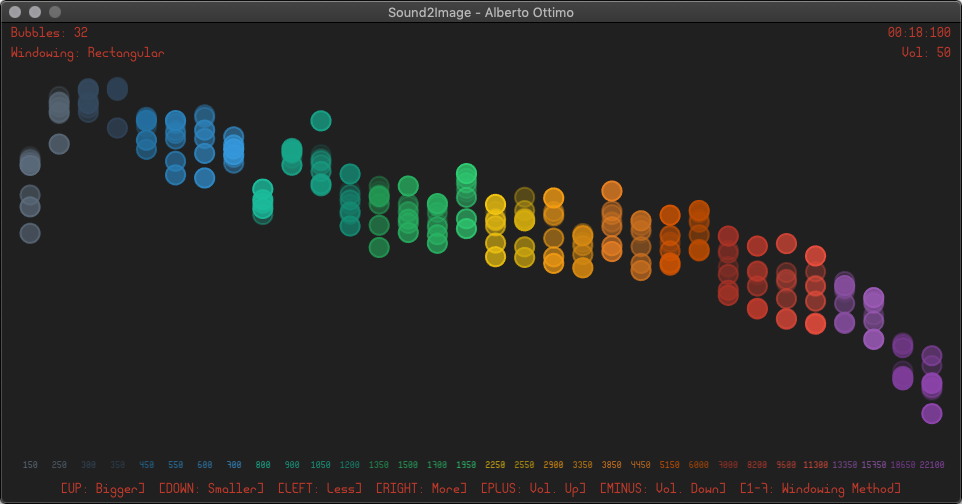 Sound2Image - Alberto Ottimo
Bubbles: 32
00:18:100
Windowing: Rectangular
Vol: 50
150 250 300 350 450 550 600 700 800 900 1050 1200 1350 1500 1700 1950 2250 2550 2900 3350 3850 4450 5150 6000 7000 8200 9600 11300 13350 15750 18650 22100
[UP: Bigger] [DOWN: Smaller] [LEFT: Less] [RIGHT: More] [PLUS: Vol. Up] [MINUS: Vol. Down] [1-7: Windowing Method]